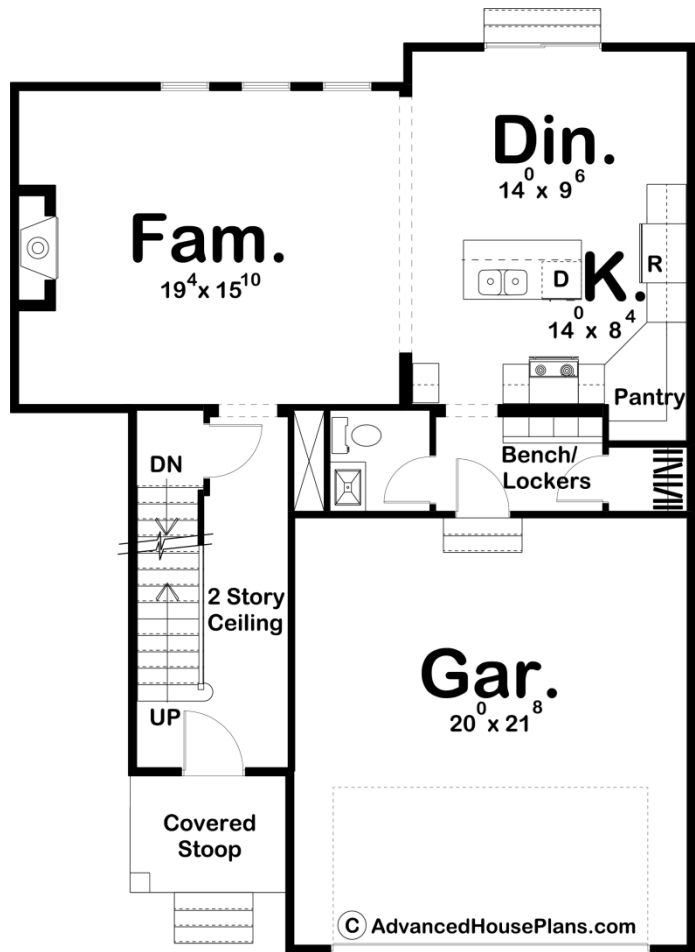 Din.
14⁰ x 9⁶
Fam.
19⁴ x 15¹⁰
R
D
K.
14⁰ x 8⁴
Pantry
DN
Bench/
Lockers
2 Story
Ceiling
Gar.
20⁰ x 21⁸
UP
Covered
Stoop
© AdvancedHousePlans.com